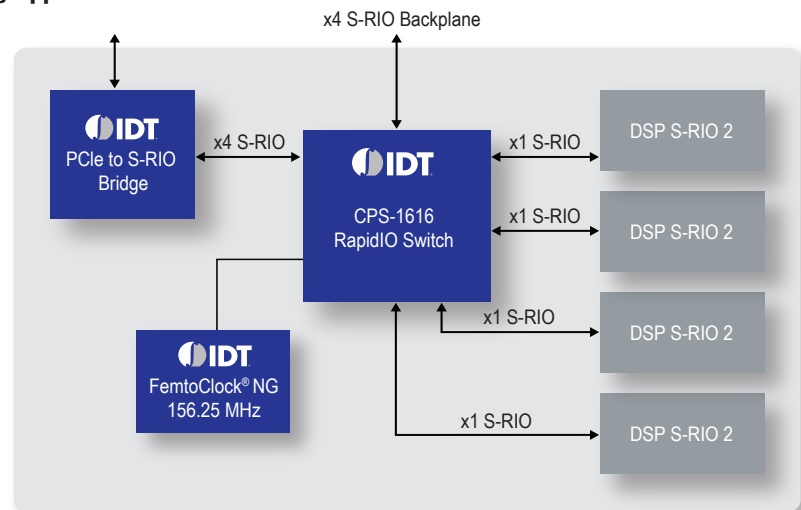 x4 S-RIO Backplane
IDT
PCIe to S-RIO
Bridge
x4 S-RIO
IDT
CPS-1616
RapidIO Switch
x1 S-RIO
DSP S-RIO 2
x1 S-RIO
DSP S-RIO 2
x1 S-RIO
DSP S-RIO 2
x1 S-RIO
DSP S-RIO 2
IDT
FemtoClock® NG
156.25 MHz